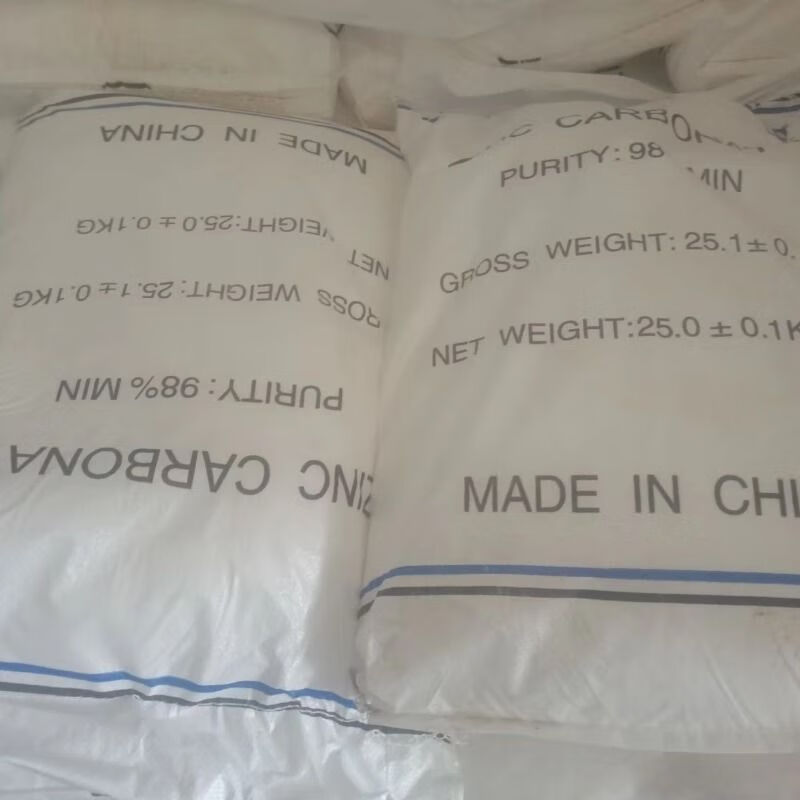 ZINC CARBONA
PURITY: 98% MIN
ROSS WEIGHT: 25.1± 0.1KG
NET WEIGHT:25.0 ± 0.1KG
MADE IN CHINA
CARBON
PURITY: 98 MIN
GROSS WEIGHT: 25.1± 0.
NET WEIGHT:25.0 ± 0.1K
MADE IN CHI